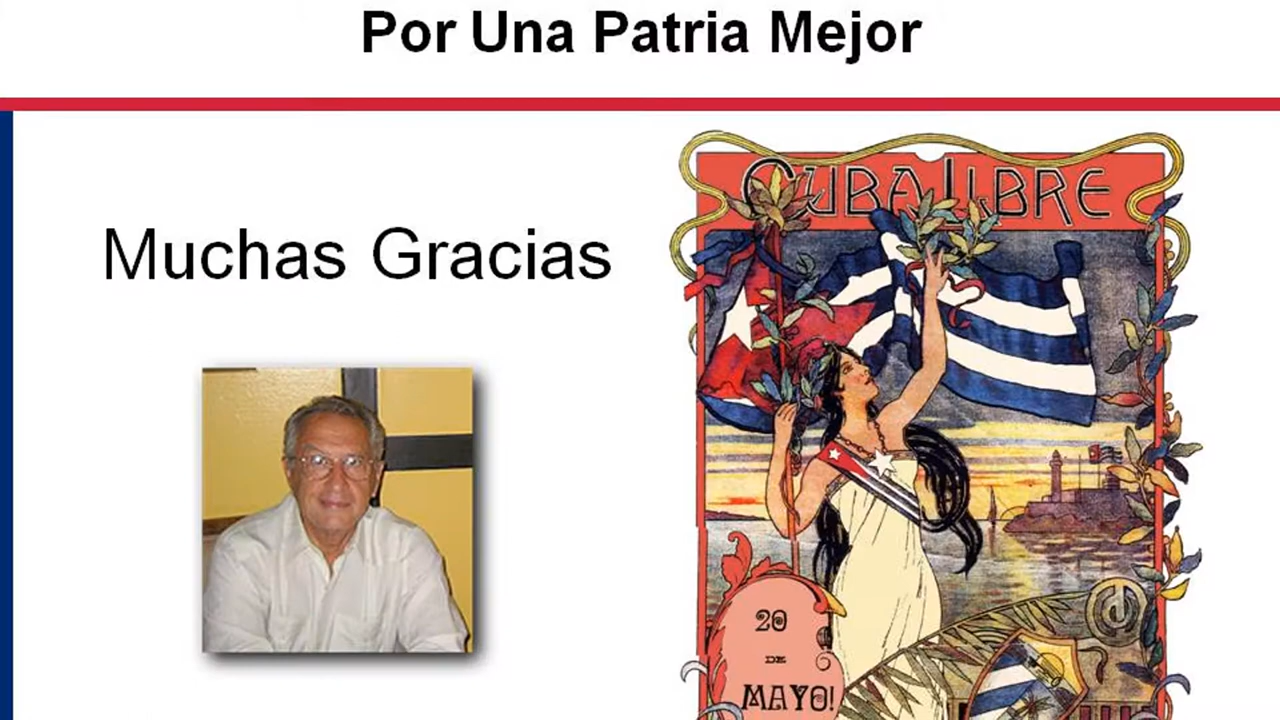 Por Una Patria Mejor
Muchas Gracias
CUBA LIBRE
20
DE
MAYO!